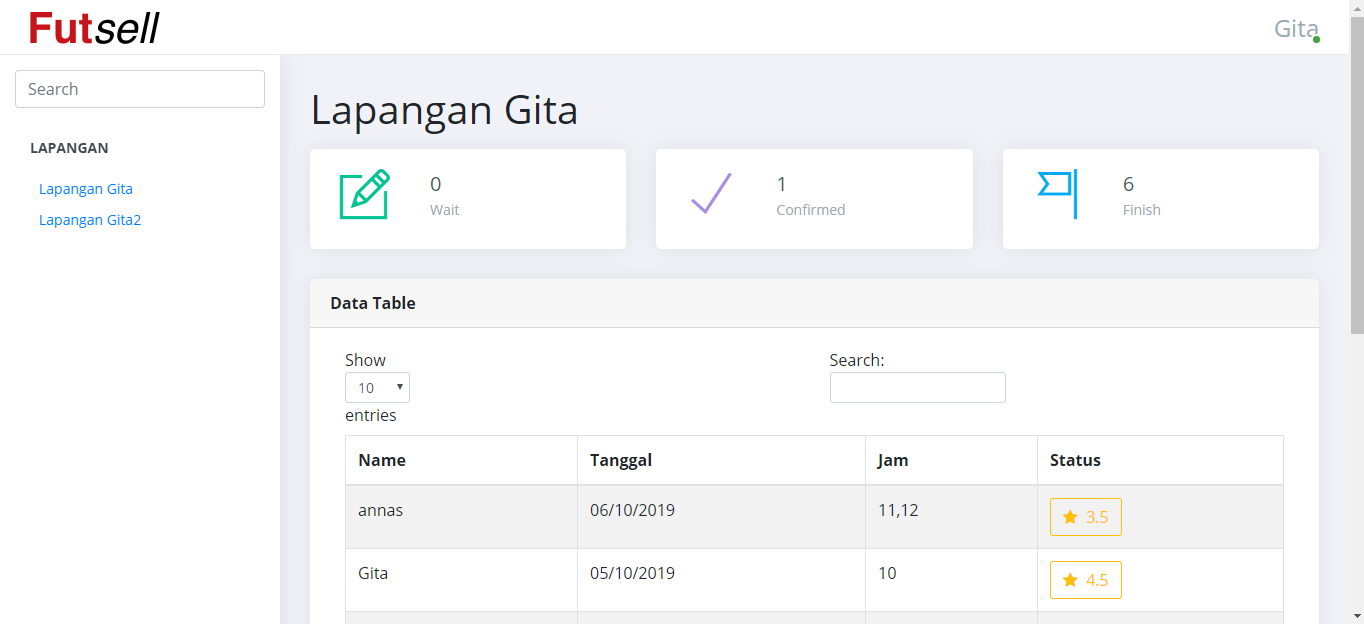 Futsell
Gita
Search
LAPANGAN
Lapangan Gita
Lapangan Gita2
Lapangan Gita
0
Wait
1
Confirmed
6
Finish
Data Table
Show
10
entries
Search:
Name Tanggal Jam Status
annas 06/10/2019 11,12 3.5
Gita 05/10/2019 10 4.5